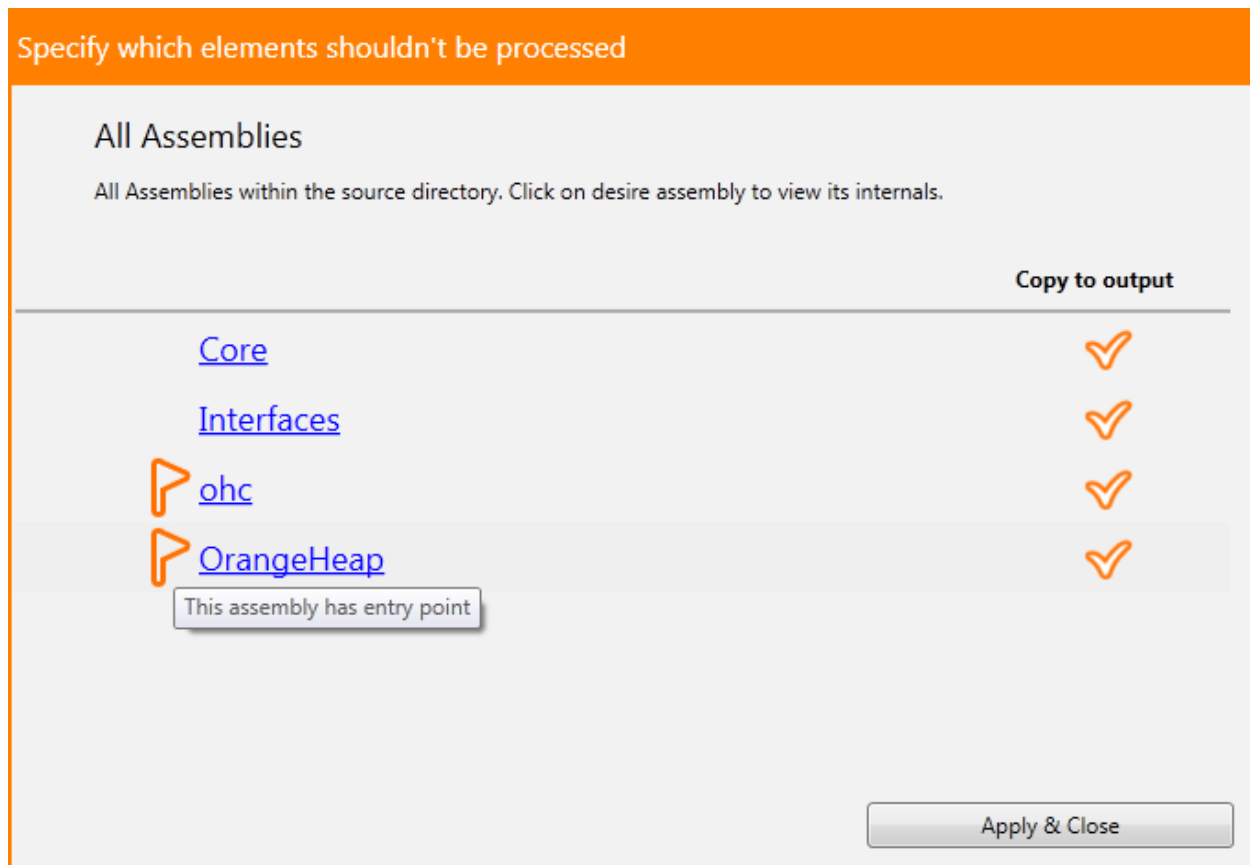 Specify which elements shouldn't be processed
All Assemblies
All Assemblies within the source directory. Click on desire assembly to view its internals.
Copy to output
Core
Interfaces
ohc
OrangeHeap
This assembly has entry point
Apply & Close